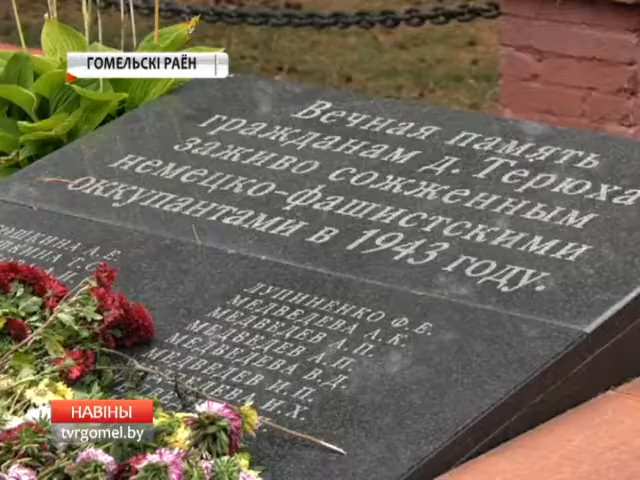 ГОМЕЛЬСКІ РАЁН
Вечная память
гражданам д. Терюха
заживо сожженным
немецко-фашистскими
оккупантами в 1943 году.
А. Е.
ЛУПИНЕНКО Ф. Е.
МЕДВЕДЕВА А. К.
МЕДВЕДЕВ А. П.
МЕДВЕДЕВ А. П.
МЕДВЕДЕВА В. Д.
МЕДВЕДЕВ И. П.
И. Х.
НАВІНЫ
tvrgomel.by